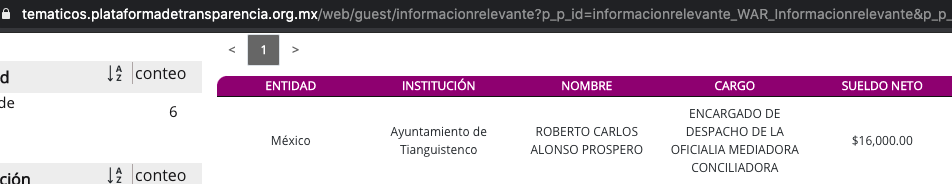 tematicos.plataformadetransparencia.org.mx/web/guest/informacionrelevante?p_p_id=informacionrelevante_WAR_Informacionrelevante&p_p_
< 1 >
d AZ conteo
de
6
ción AZ conteo
ENTIDAD INSTITUCIÓN NOMBRE CARGO SUELDO NETO
México
Ayuntamiento de
Tianguistenco
ROBERTO CARLOS
ALONSO PROSPERO
ENCARGADO DE
DESPACHO DE LA
OFICIALIA MEDIADORA
CONCILIADORA
$16,000.00